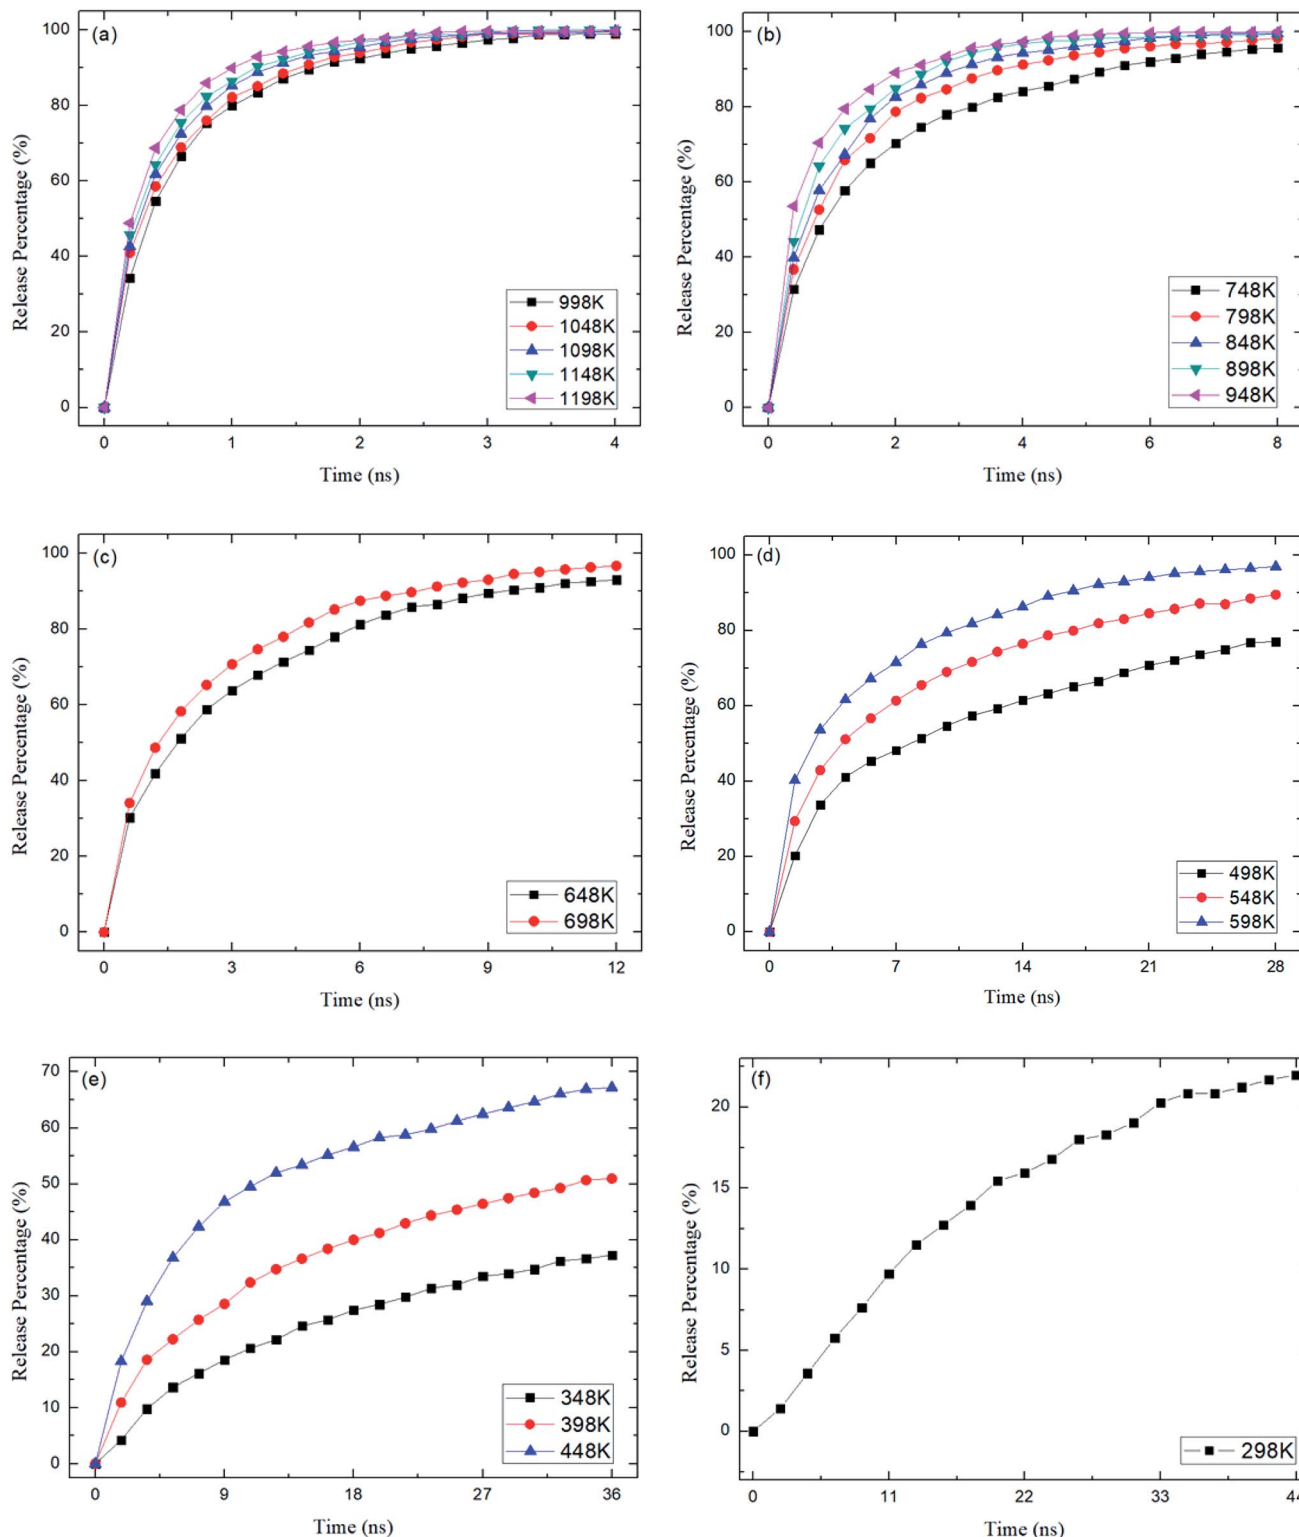 (a)
100
80
60
40
20
0
Release Percentage (%)
998K
1048K
1098K
1148K
1198K
0 1 2 3 4
Time (ns)
(b)
100
80
60
40
20
0
Release Percentage (%)
748K
798K
848K
898K
948K
0 2 4 6 8
Time (ns)
(c)
100
80
60
40
20
0
Release Percentage (%)
648K
698K
0 3 6 9 12
Time (ns)
(d)
100
80
60
40
20
0
Release Percentage (%)
498K
548K
598K
0 7 14 21 28
Time (ns)
(e)
70
60
50
40
30
20
10
0
Release Percentage (%)
348K
398K
448K
0 9 18 27 36
Time (ns)
(f)
20
15
10
5
0
Release Percentage (%)
298K
0 11 22 33 44
Time (ns)